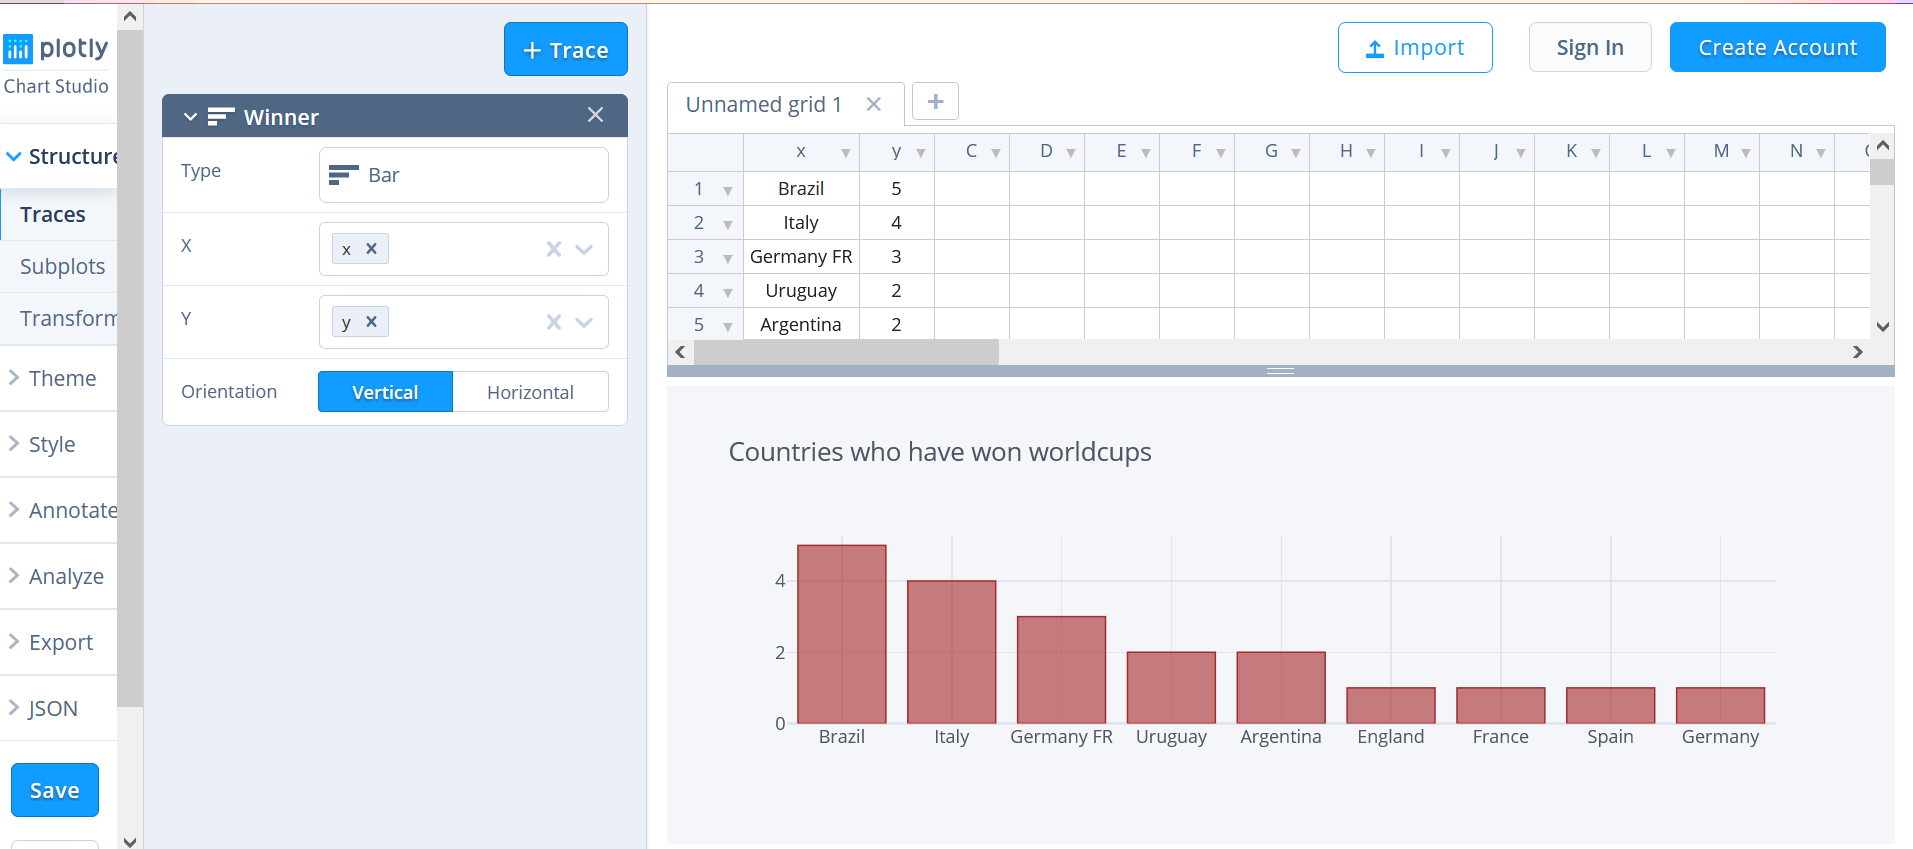 plotly
Chart Studio
Structure
Traces
Subplots
Transform
Theme
Style
Annotate
Analyze
Export
JSON
Save
+ Trace
Winner
Type
Bar
X
x
Y
y
Orientation
Vertical
Horizontal
Import
Sign In
Create Account
Unnamed grid 1
+
x y C D E F G H I J K L M N
1 Brazil 5
2 Italy 4
3 Germany FR 3
4 Uruguay 2
5 Argentina 2
Countries who have won worldcups
4
2
0
Brazil Italy Germany FR Uruguay Argentina England France Spain Germany